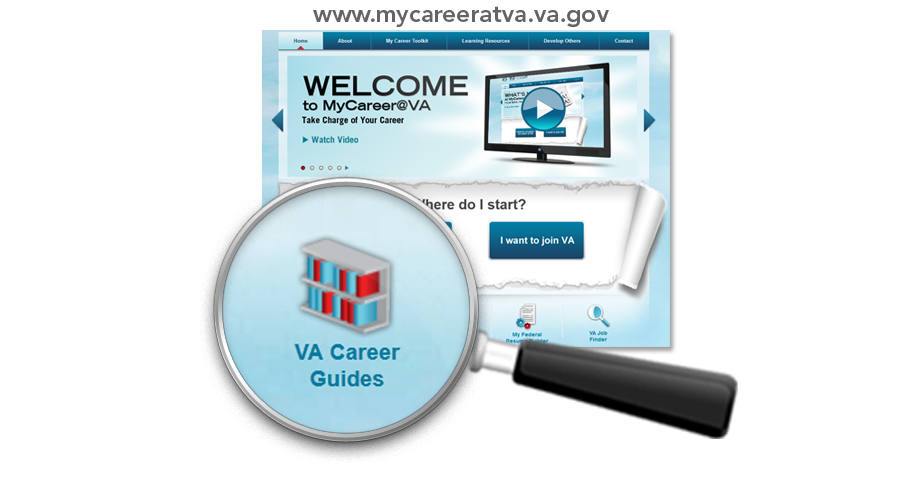 www.mycareeratva.va.gov
Home About My Career Toolkit Learning Resources Develop Others Contact
WELCOME
to MyCareer@VA
Take Charge of Your Career
Watch Video
WHAT'S
here do I start?
I want to join VA
My Federal
VA Job
Finder
VA Career
Guides